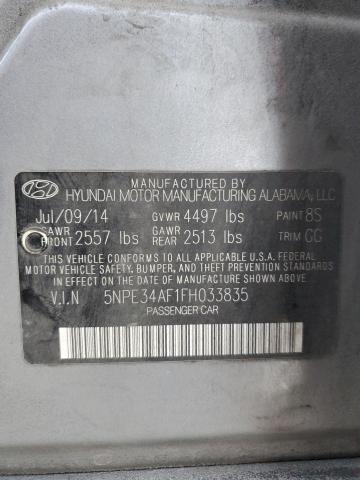 MANUFACTURED BY
HYUNDAI MOTOR MANUFACTURING ALABAMA, LLC
Jul/09/14 GVWR 4497 lbs PAINT 8S
GAWR FRONT 2557 lbs GAWR REAR 2513 lbs TRIM GG
THIS VEHICLE CONFORMS TO ALL APPLICABLE U.S.A FEDERAL
MOTOR VEHICLE SAFETY, BUMPER, AND THEFT PREVENTION
STANDARDS IN EFFECT ON THE DATE OF MANUFACTURE
SHOWN ABOVE.
V.I.N 5NPE34AF1FH033835
PASSENGER CAR